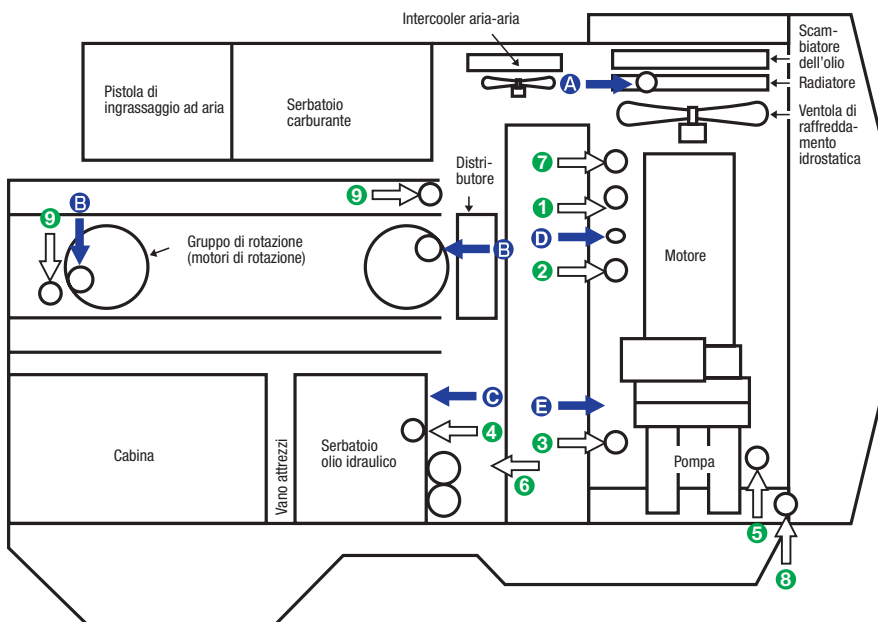 Intercooler aria-aria
Scam-
biatore
dell'olio
Radiatore
Ventola di
raffredda-
mento
idrostatica
A
Pistola di
ingrassaggio ad aria
Serbatoio
carburante
Distri-
butore
7
9
1
B
9
D
Gruppo di rotazione
(motori di rotazione)
B
2
Motore
C
E
4
3
Cabina
Vano attrezzi
Serbatoio
olio idraulico
6
Pompa
5
8